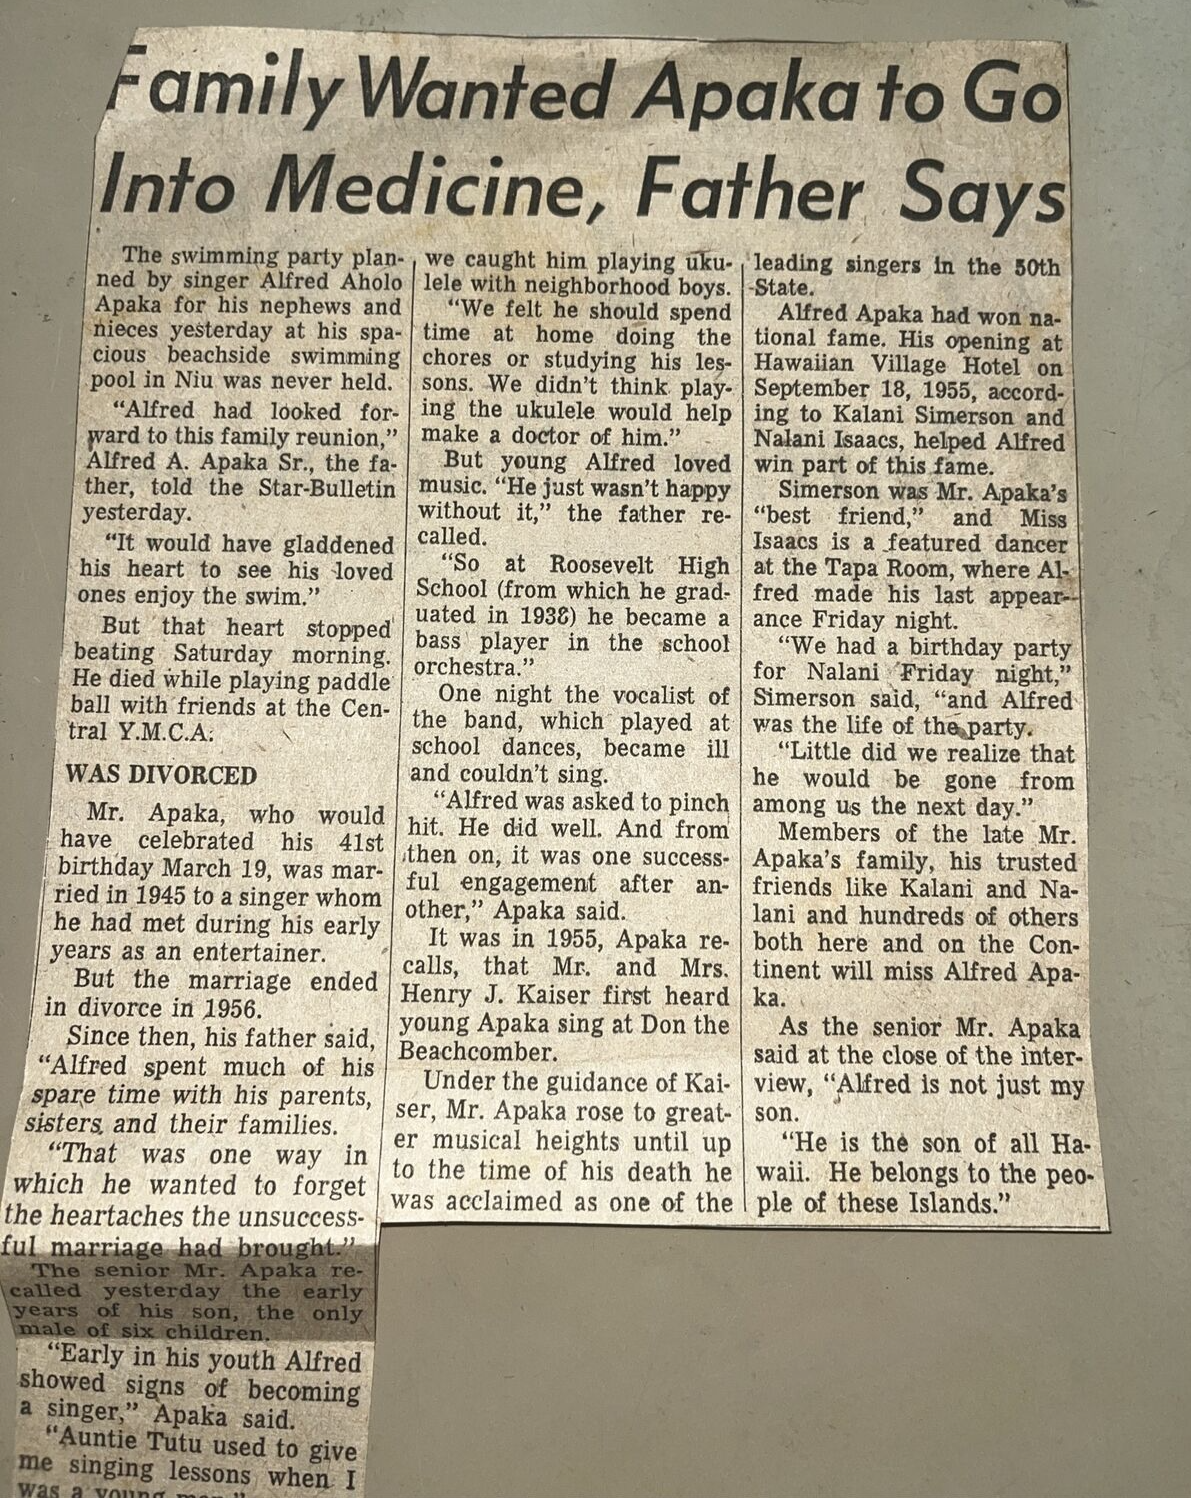 Family Wanted Apaka to Go
Into Medicine, Father Says
The swimming party plan-
ned by singer Alfred Aholo
Apaka for his nephews and
nieces yesterday at his spa-
cious beachside swimming
pool in Niu was never held.
“Alfred had looked for-
ward to this family reunion,”
Alfred A. Apaka Sr., the fa-
ther, told the Star-Bulletin
yesterday.
“It would have gladdened
his heart to see his loved
ones enjoy the swim.”
But that heart stopped
beating Saturday morning.
He died while playing paddle
ball with friends at the Cen-
tral Y.M.C.A.
WAS DIVORCED
Mr. Apaka, who would
have celebrated his 41st
birthday March 19, was mar-
ried in 1945 to a singer whom
he had met during his early
years as an entertainer.
But the marriage ended
in divorce in 1956.
Since then, his father said,
“Alfred spent much of his
spare time with his parents,
sisters and their families.
“That was one way in
which he wanted to forget
the heartaches the unsuccess-
ful marriage had brought.”
The senior Mr. Apaka re-
called yesterday the early
years of his son, the only
male of six children.
“Early in his youth Alfred
showed signs of becoming
a singer,” Apaka said.
“Auntie Tutu used to give
me singing lessons when I
was a young man,”
we caught him playing uku-
lele with neighborhood boys.
“We felt he should spend
time at home doing the
chores or studying his les-
sons. We didn’t think play-
ing the ukulele would help
make a doctor of him.”
But young Alfred loved
music. “He just wasn’t happy
without it,” the father re-
called.
“So at Roosevelt High
School (from which he grad-
uated in 1938) he became a
bass player in the school
orchestra.”
One night the vocalist of
the band, which played at
school dances, became ill
and couldn’t sing.
“Alfred was asked to pinch
hit. He did well. And from
then on, it was one success-
ful engagement after an-
other,” Apaka said.
It was in 1955, Apaka re-
calls, that Mr. and Mrs.
Henry J. Kaiser first heard
young Apaka sing at Don the
Beachcomber.
Under the guidance of Kai-
ser, Mr. Apaka rose to great-
er musical heights until up
to the time of his death he
was acclaimed as one of the
leading singers in the 50th
State.
Alfred Apaka had won na-
tional fame. His opening at
Hawaiian Village Hotel on
September 18, 1955, accord-
ing to Kalani Simerson and
Nalani Isaacs, helped Alfred
win part of this fame.
Simerson was Mr. Apaka’s
“best friend,” and Miss
Isaacs is a featured dancer
at the Tapa Room, where Al-
fred made his last appear-
ance Friday night.
“We had a birthday party
for Nalani Friday night,”
Simerson said, “and Alfred
was the life of the party.
“Little did we realize that
he would be gone from
among us the next day.”
Members of the late Mr.
Apaka’s family, his trusted
friends like Kalani and Na-
lani and hundreds of others
both here and on the Con-
tinent will miss Alfred Apa-
ka.
As the senior Mr. Apaka
said at the close of the inter-
view, “Alfred is not just my
son.
“He is the son of all Ha-
waii. He belongs to the peo-
ple of these Islands.”